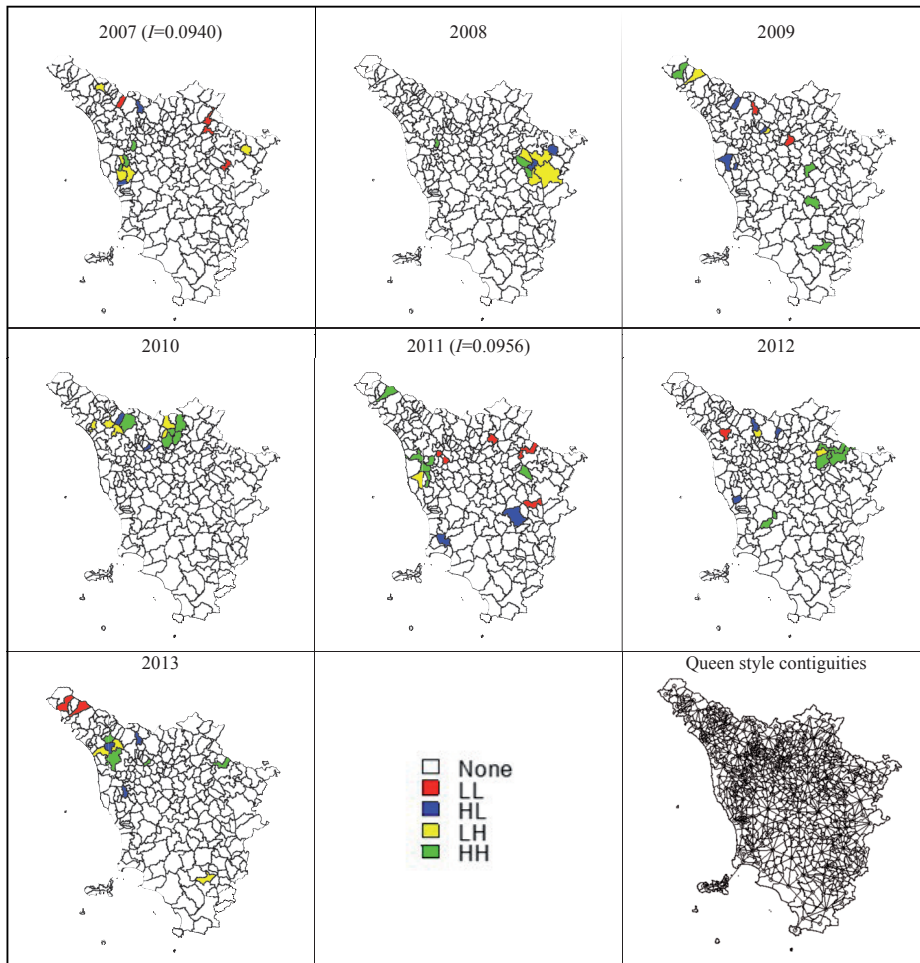 2007 (I=0.0940)
2008
2009
2010
2011 (I=0.0956)
2012
2013
Queen style contiguities
None
LL
HL
LH
HH